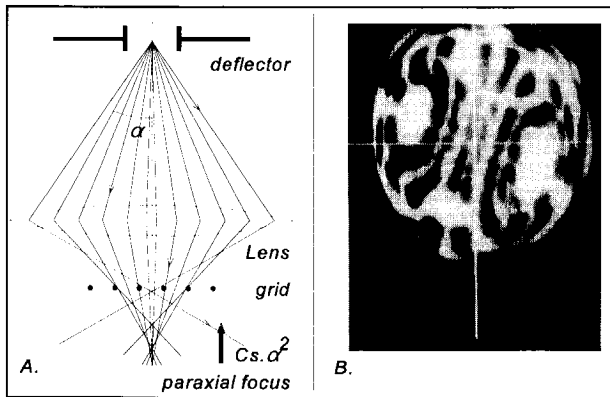 deflector
α
Lens
grid
Cs.α²
A.
paraxial focus
B.